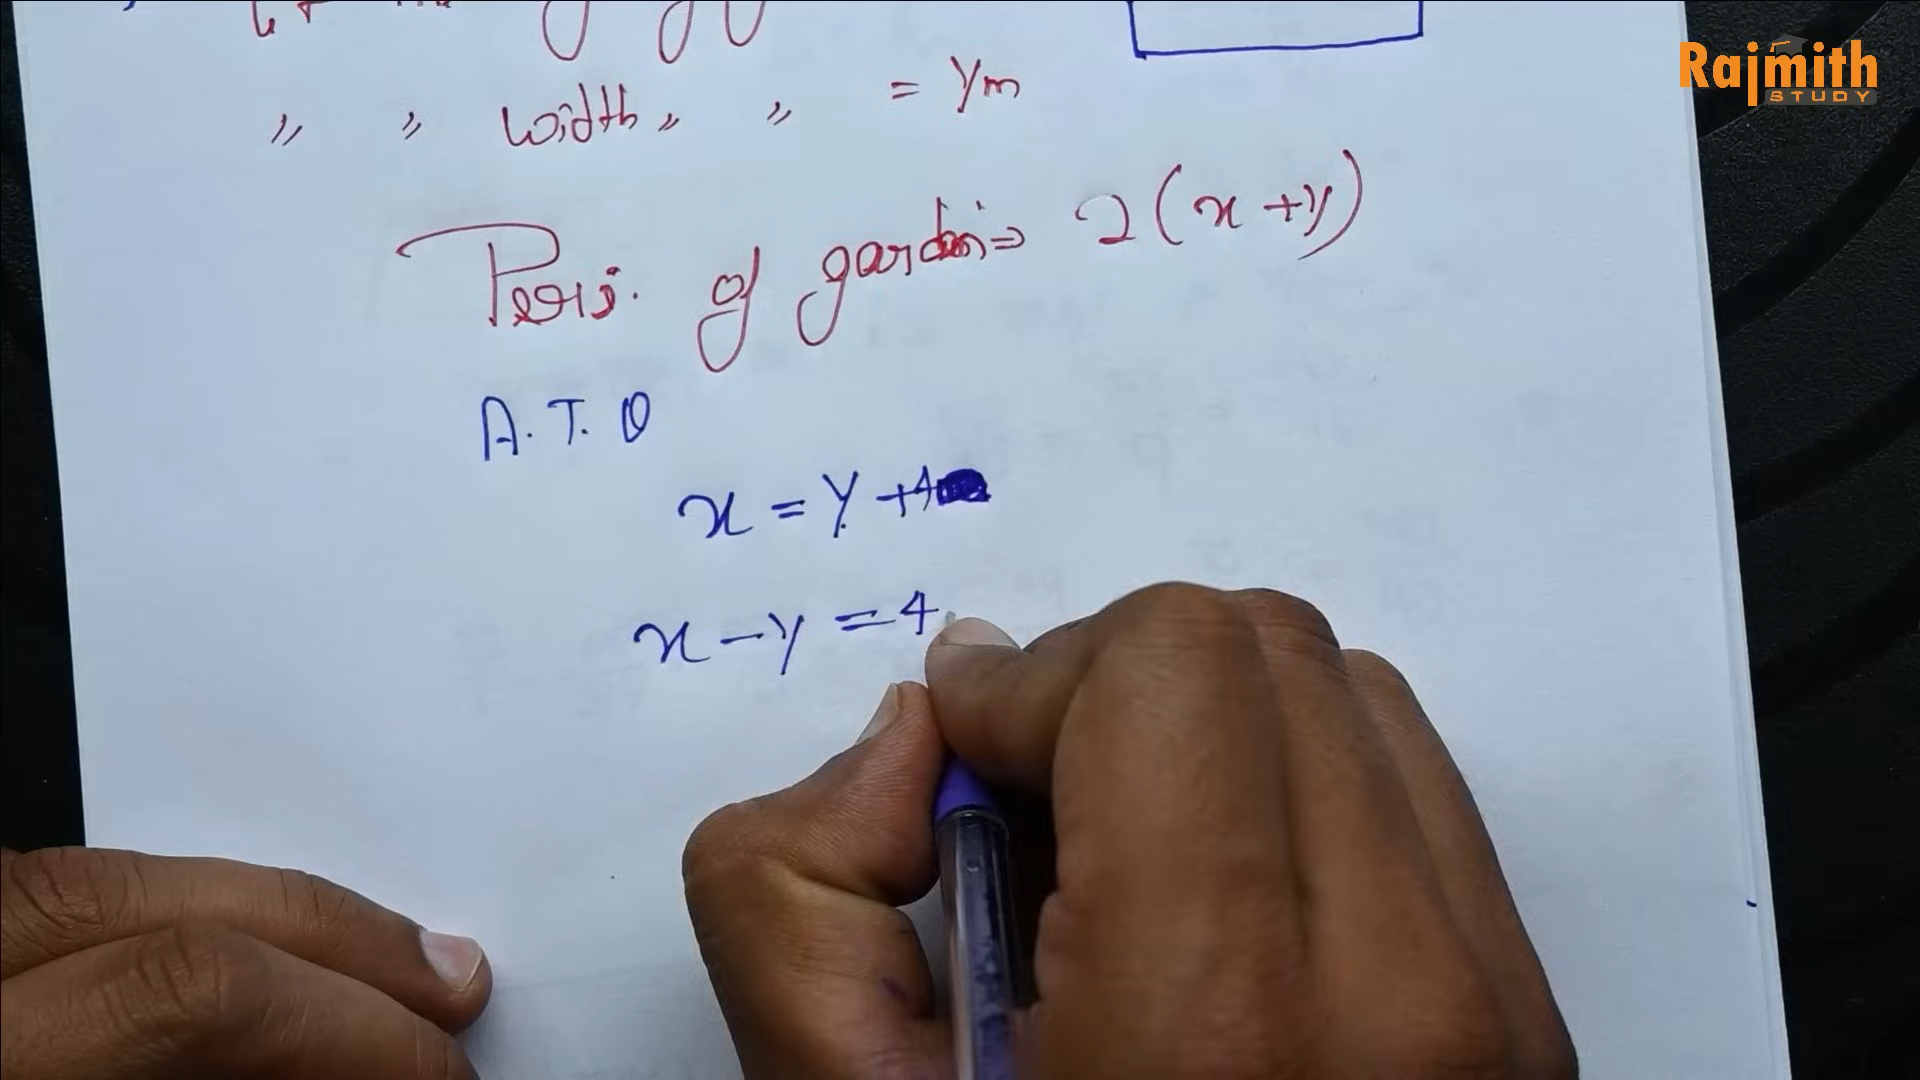 Rajmith
STUDY
" " width " " = ym
Peri. of garden = 2(x+y)
A.T.Q
x = y + 4
x - y = 4